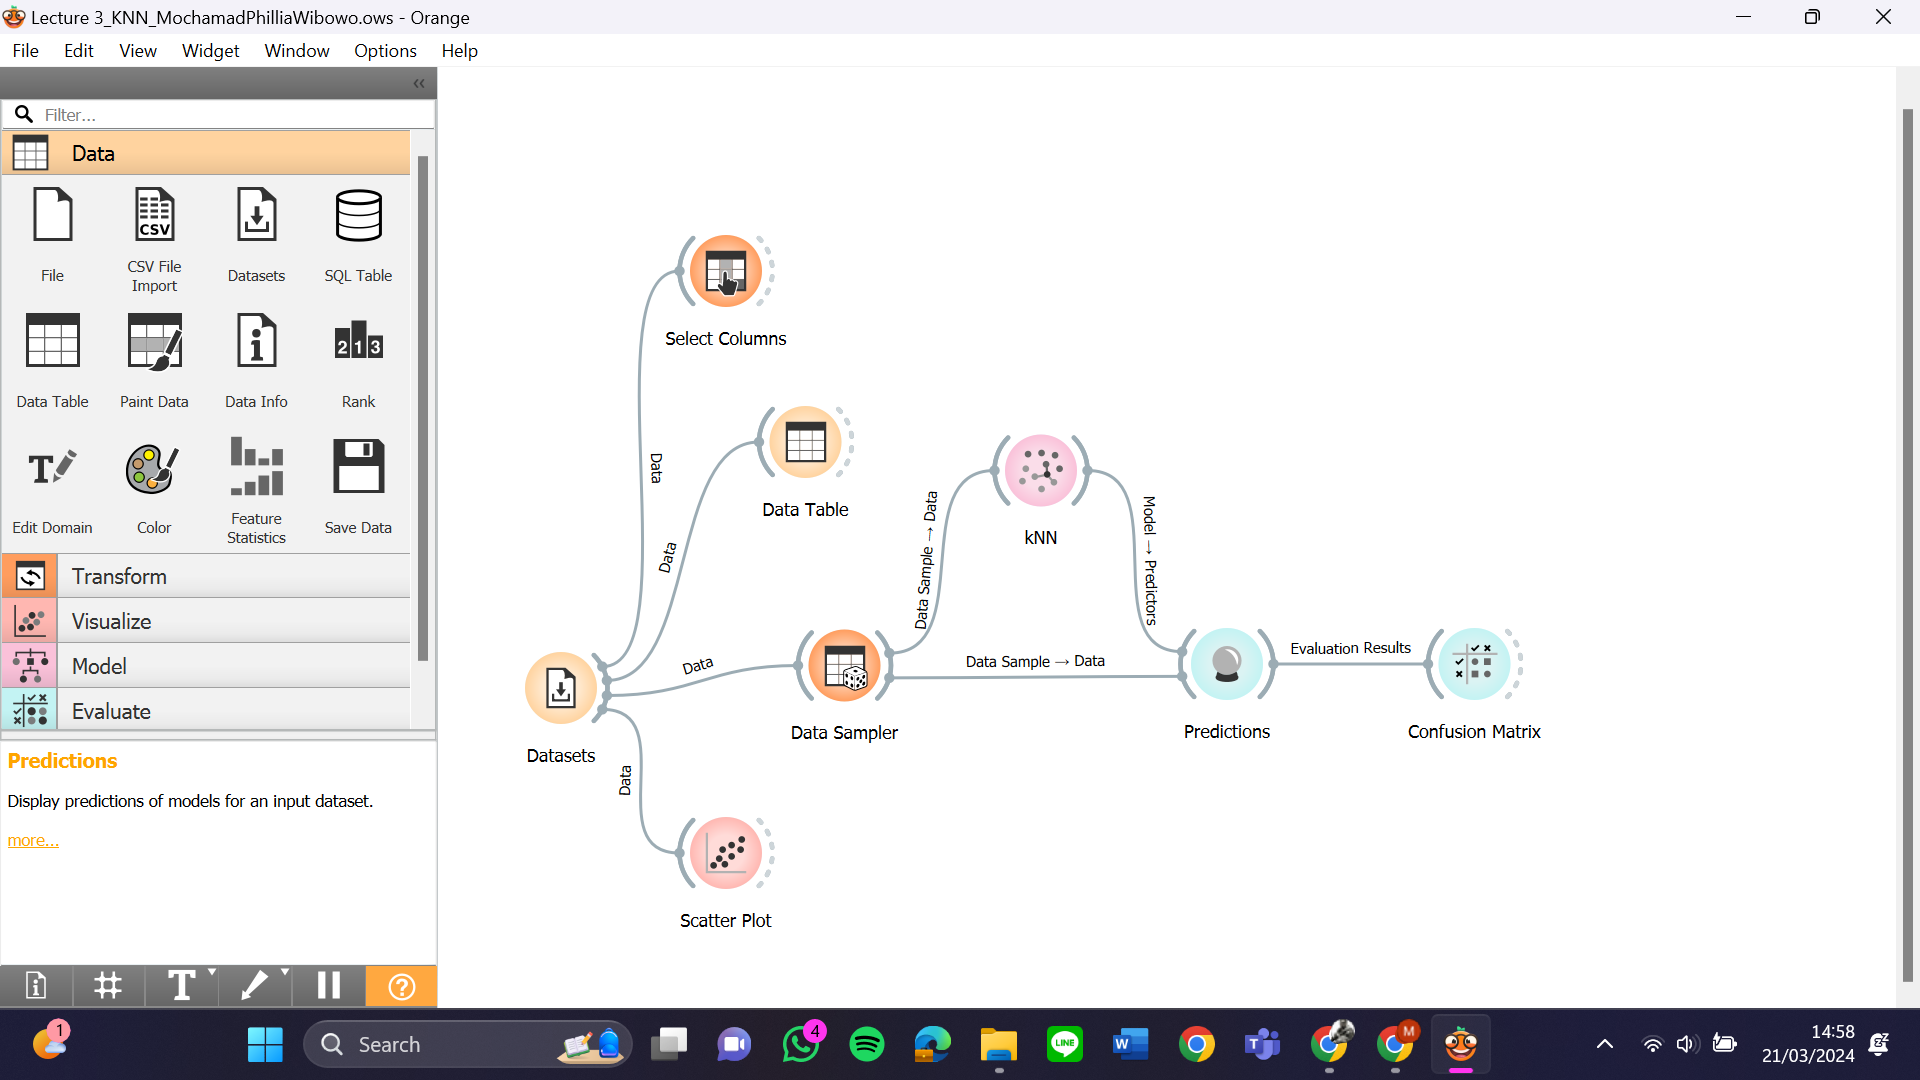 Lecture 3_KNN_MochamadPhilliaWibowo.ows - Orange
File Edit View Widget Window Options Help
Filter...
Data
File
CSV File
Import
Datasets
SQL Table
Data Table
Paint Data
Data Info
Rank
Edit Domain
Color
Feature
Statistics
Save Data
Transform
Visualize
Model
Evaluate
Predictions
Display predictions of models for an input dataset.
more...
Select Columns
Data
Data Table
Data
kNN
Data Sample → Data
Model → Predictors
Data
Data Sample → Data
Evaluation Results
Datasets
Data Sampler
Predictions
Confusion Matrix
Data
Scatter Plot
1
Search
4
LINE
W
T
M
14:58
21/03/2024